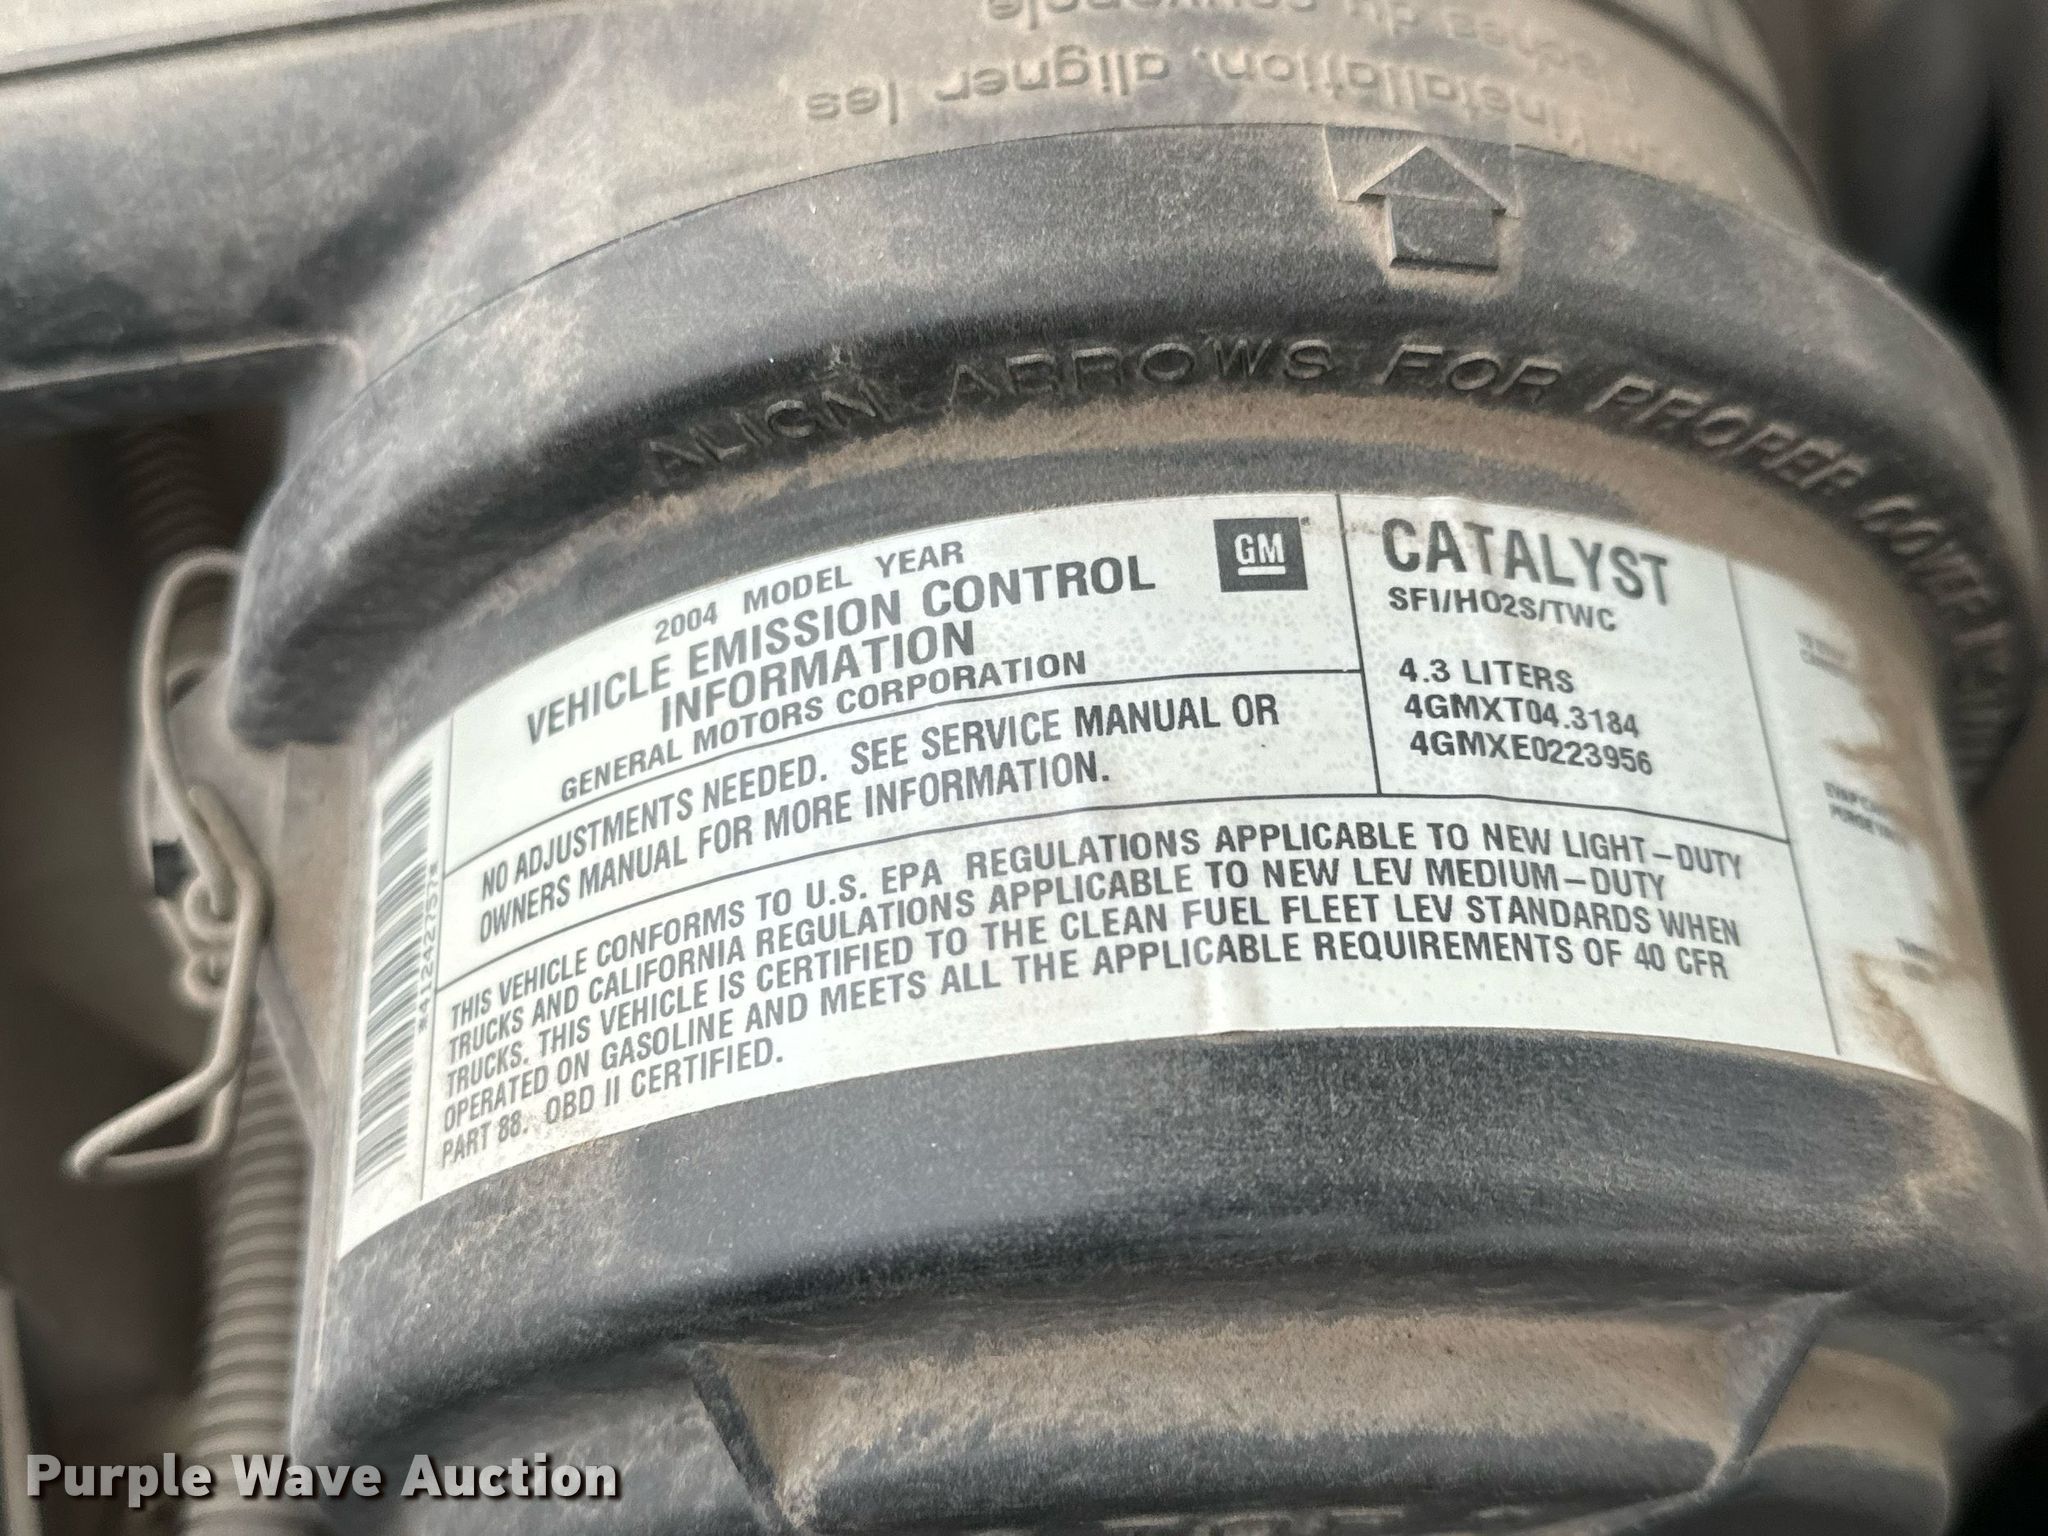 installation, aligner les
ALIGN ARROWS FOR PROPER COVER
2004 MODEL YEAR
VEHICLE EMISSION CONTROL
INFORMATION
GENERAL MOTORS CORPORATION
GM
NO ADJUSTMENTS NEEDED. SEE SERVICE MANUAL OR
OWNERS MANUAL FOR MORE INFORMATION.
CATALYST
SFI/HO2S/TWC
4.3 LITERS
4GMXT04.3184
4GMXE0223956
THIS VEHICLE CONFORMS TO U.S. EPA REGULATIONS APPLICABLE TO NEW LIGHT-DUTY
TRUCKS AND CALIFORNIA REGULATIONS APPLICABLE TO NEW LEV MEDIUM-DUTY
TRUCKS. THIS VEHICLE IS CERTIFIED TO THE CLEAN FUEL FLEET LEV STANDARDS WHEN
OPERATED ON GASOLINE AND MEETS ALL THE APPLICABLE REQUIREMENTS OF 40 CFR
PART 88. OBD II CERTIFIED.
*412422757*
Purple Wave Auction